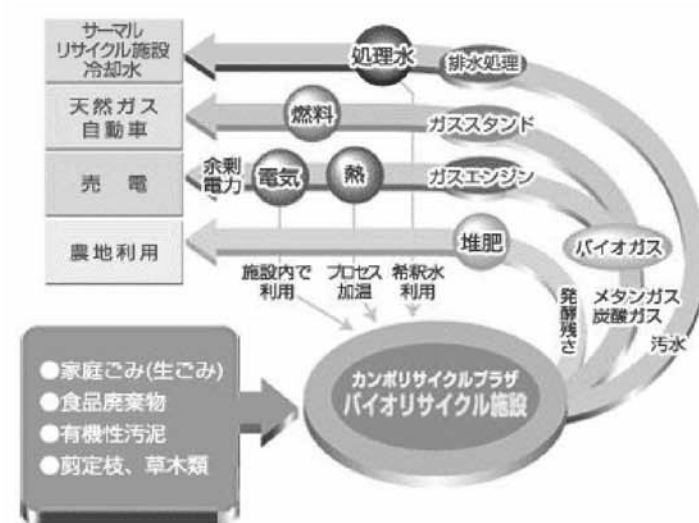 サーマル
リサイクル施設
冷却水
処理水
排水処理
天然ガス
自動車
燃料
ガススタンド
売 電
余剰
電力
電気
熱
ガスエンジン
農地利用
堆肥
バイオガス
施設内で
利用
プロセス
加温
希釈水
利用
発酵残さ
メタンガス
炭酸ガス
汚水
●家庭ごみ(生ごみ)
●食品廃棄物
●有機性汚泥
●剪定枝、草木類
カンポリサイクルプラザ
バイオリサイクル施設